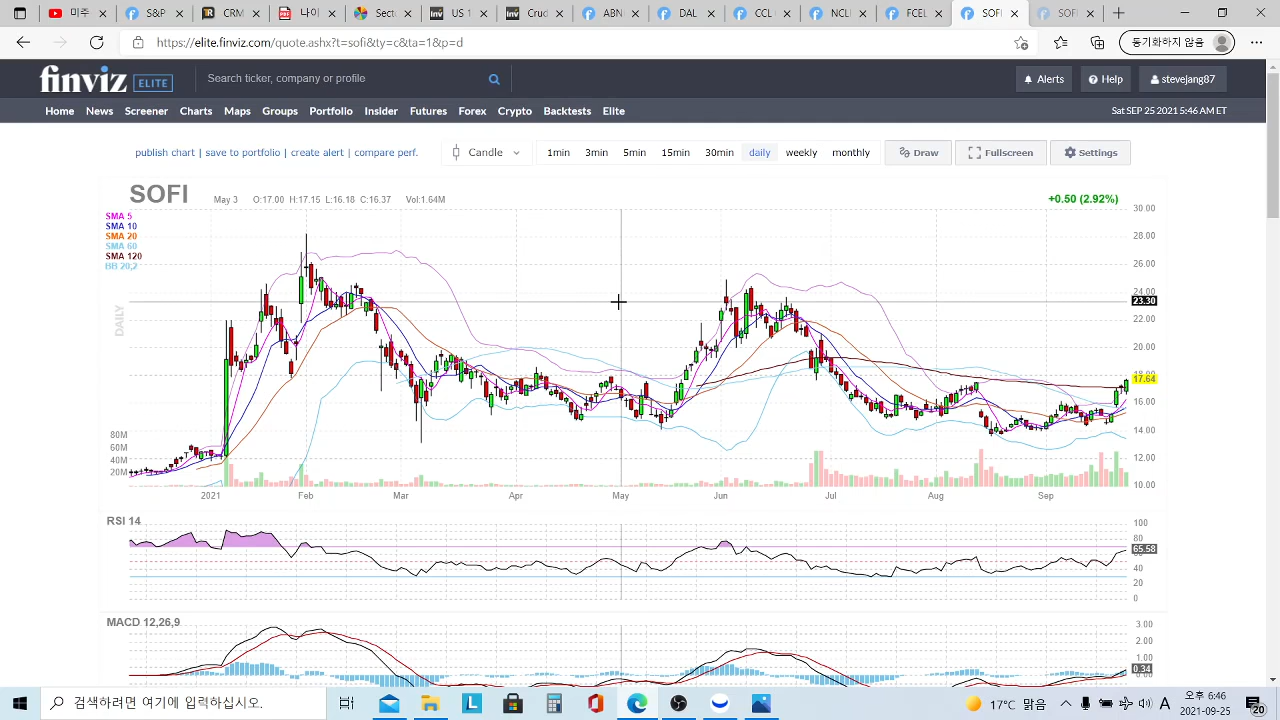 미주
S&P
CRM
나이
Sect
US 1
Crud
ABN
DAL
CCL
NCLI
FCEL
SOFI
SOFI
https://elite.finviz.com/quote.ashx?t=sofi&ty=c&ta=1&p=d
동기화하지 않음
finviz ELITE
Search ticker, company or profile
Alerts
Help
stevejang87
Home News Screener Charts Maps Groups Portfolio Insider Futures Forex Crypto Backtests Elite
Sat SEP 25 2021 5:46 AM ET
publish chart | save to portfolio | create alert | compare perf.
Candle
1min 3min 5min 15min 30min daily weekly monthly
Draw
Fullscreen
Settings
SOFI
May 3 O:17.00 H:17.15 L:16.18 C:16.37 Vol:1.64M
+0.50 (2.92%)
SMA 5
SMA 10
SMA 20
SMA 60
SMA 120
BB 20,2
DAILY
30.00
28.00
26.00
24.00
23.30
22.00
20.00
18.00
17.64
16.00
14.00
12.00
10.00
80M
60M
40M
20M
2021 Feb Mar Apr May Jun Jul Aug Sep
RSI 14
100
80
65.58
40
20
0
MACD 12,26,9
3.00
2.00
1.00
0.34
0.00
검색하려면 여기에 입력하십시오.
17°C 맑음
A
오후 6:46
2021-09-25
20